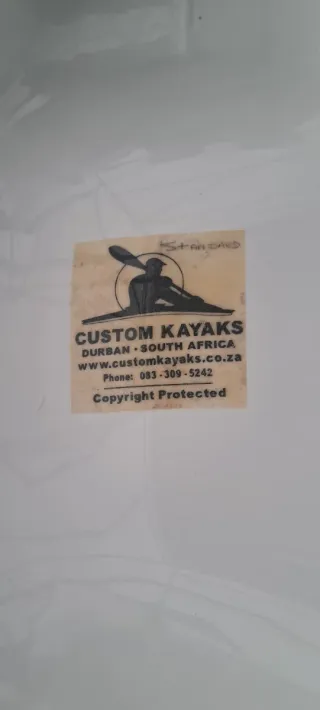 Standard
CUSTOM KAYAKS
DURBAN · SOUTH AFRICA
www.customkayaks.co.za
Phone: 083 - 309 - 5242
Copyright Protected